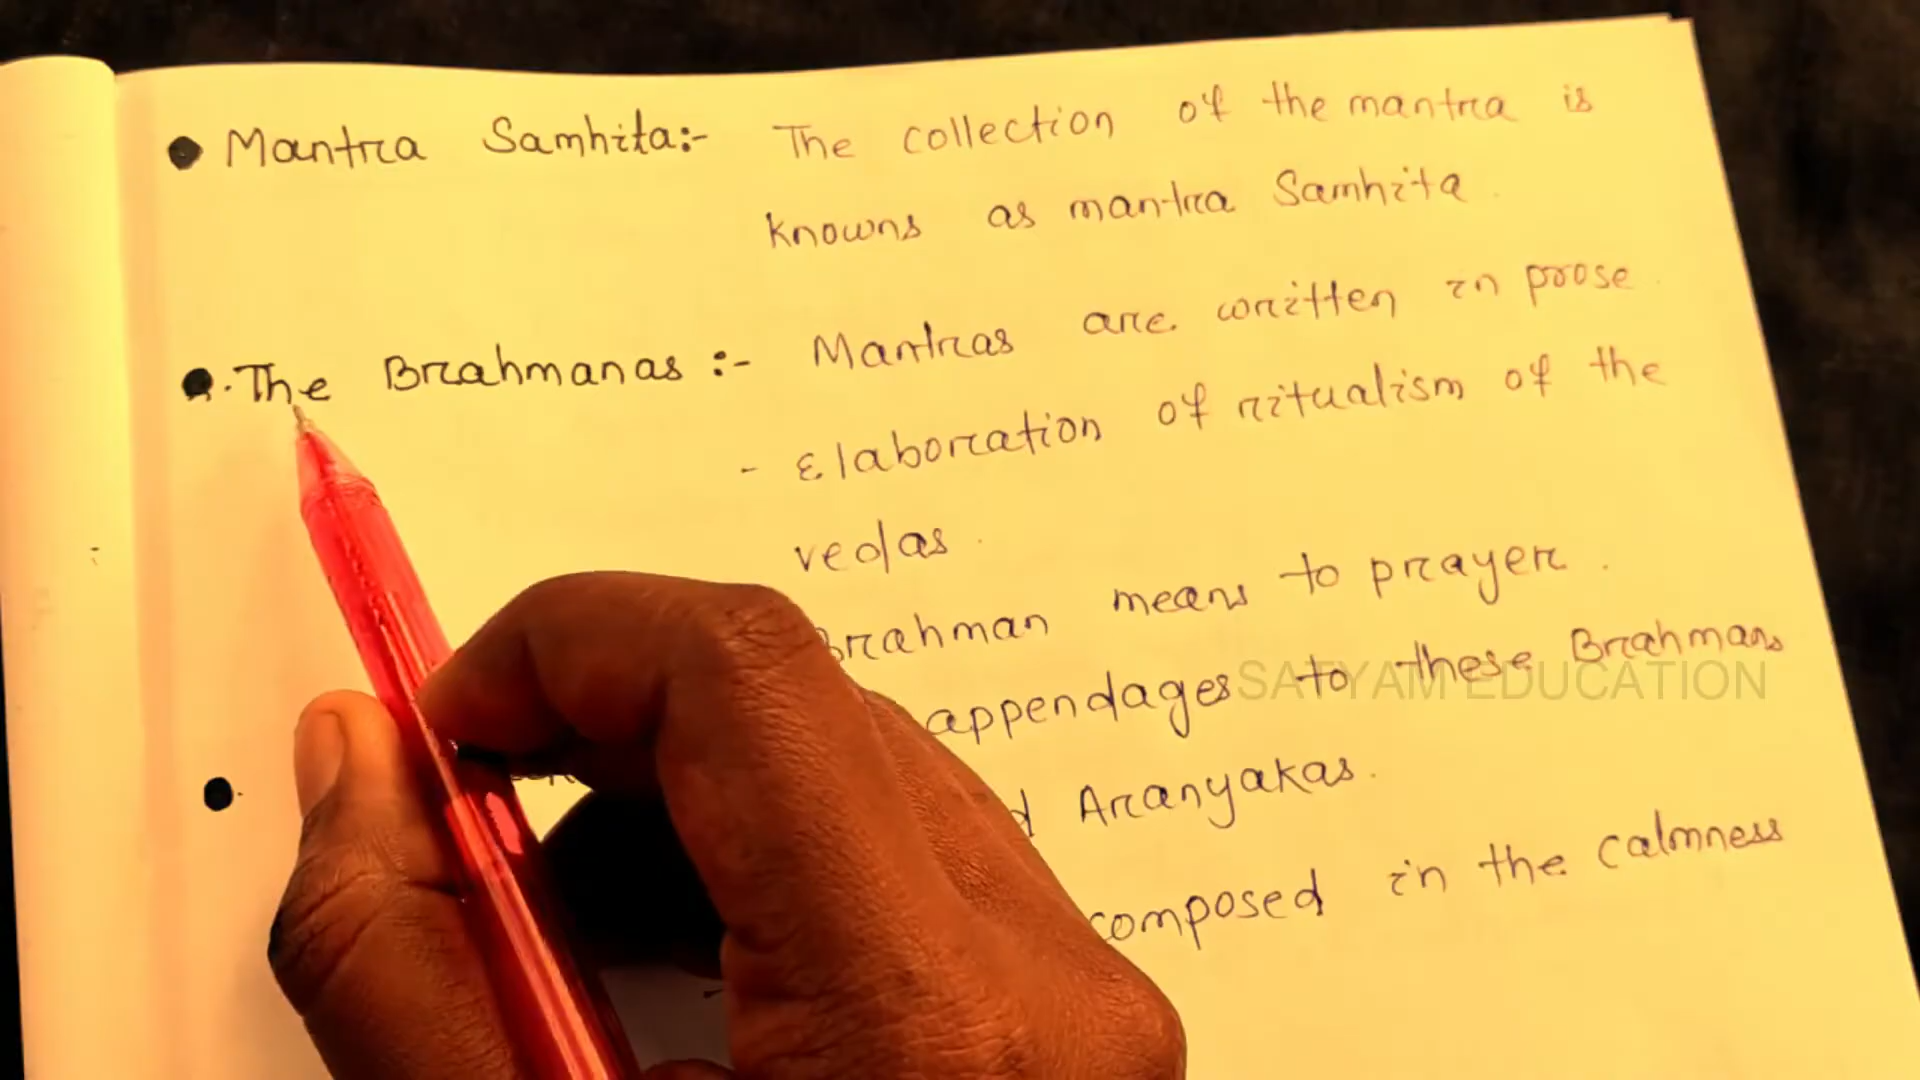 ● Mantra Samhita:- The collection of the mantra is
knowns as mantra Samhita.
● The Brahmanas :- Mantras are written in prose.
- Elaboration of ritualism of the
vedas.
Brahman means to prayer.
appendages to these Brahmans
SATYAM EDUCATION
● Aranyakas.
composed in the calmness